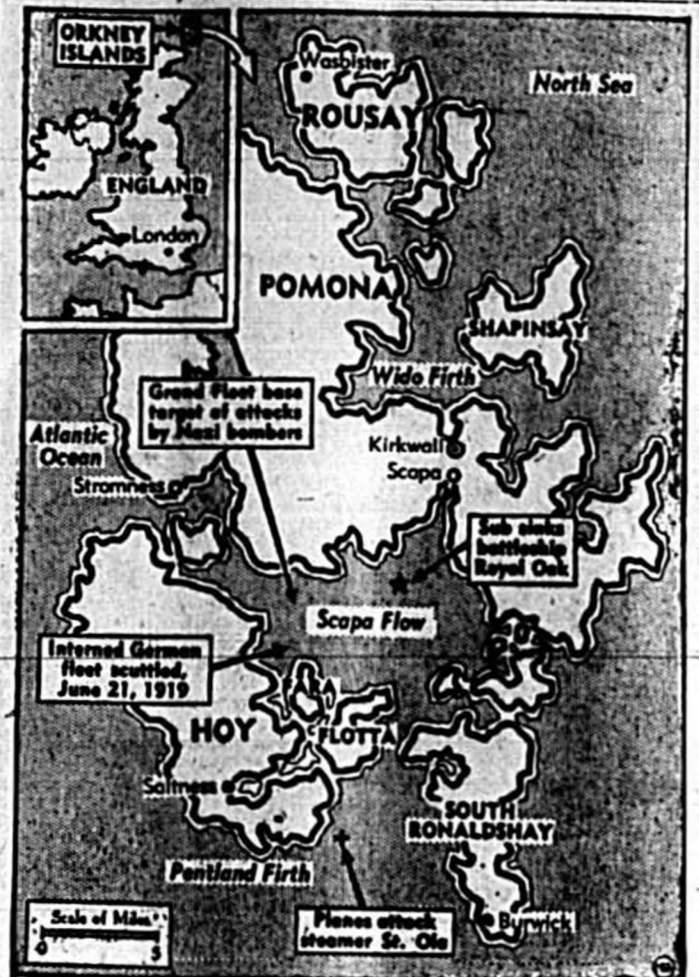 ORKNEY
ISLANDS
ENGLAND
London
Wasbister
ROUSAY
North Sea
POMONA
SHAPINSAY
Wide Firth
Grand Fleet base
target of attacks
by Nazi bombers
Atlantic
Ocean
Stromness
Kirkwall
Scapa
Sub sinks
battleship
Royal Oak
Scapa Flow
Interned German
fleet scuttled,
June 21, 1919
HOY
FLOTTA
Saltness
SOUTH
RONALDSHAY
Pentland Firth
Planes attack
steamer St. Ola
Burwick
Scale of Miles
0 5